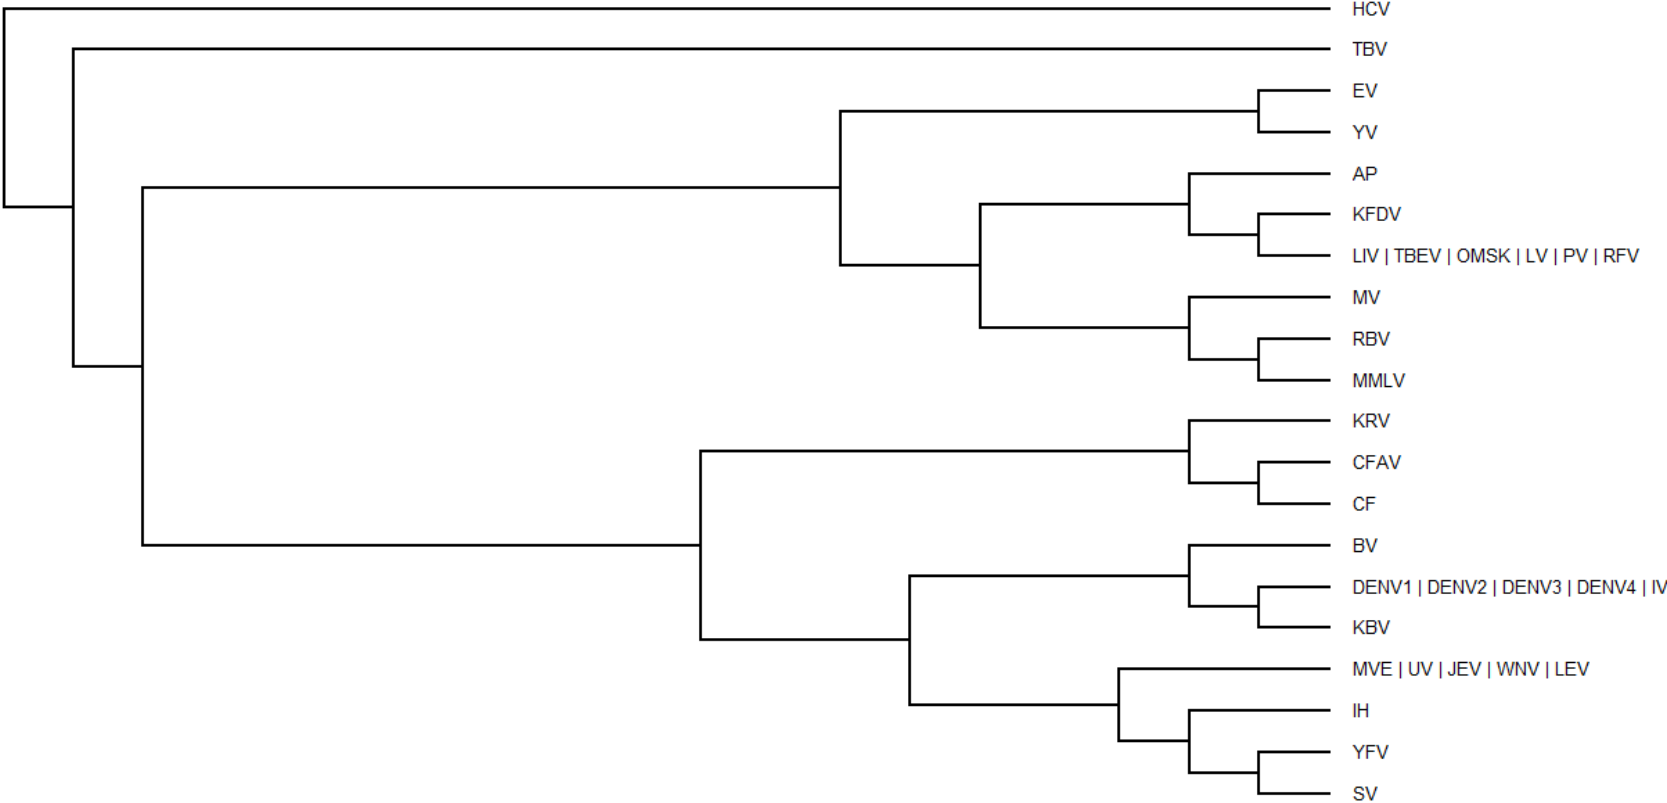 HCV
TBV
EV
YV
AP
KFDV
LIV | TBEV | OMSK | LV | PV | RFV
MV
RBV
MMLV
KRV
CFAV
CF
BV
DENV1 | DENV2 | DENV3 | DENV4 | IV
KBV
MVE | UV | JEV | WNV | LEV
IH
YFV
SV